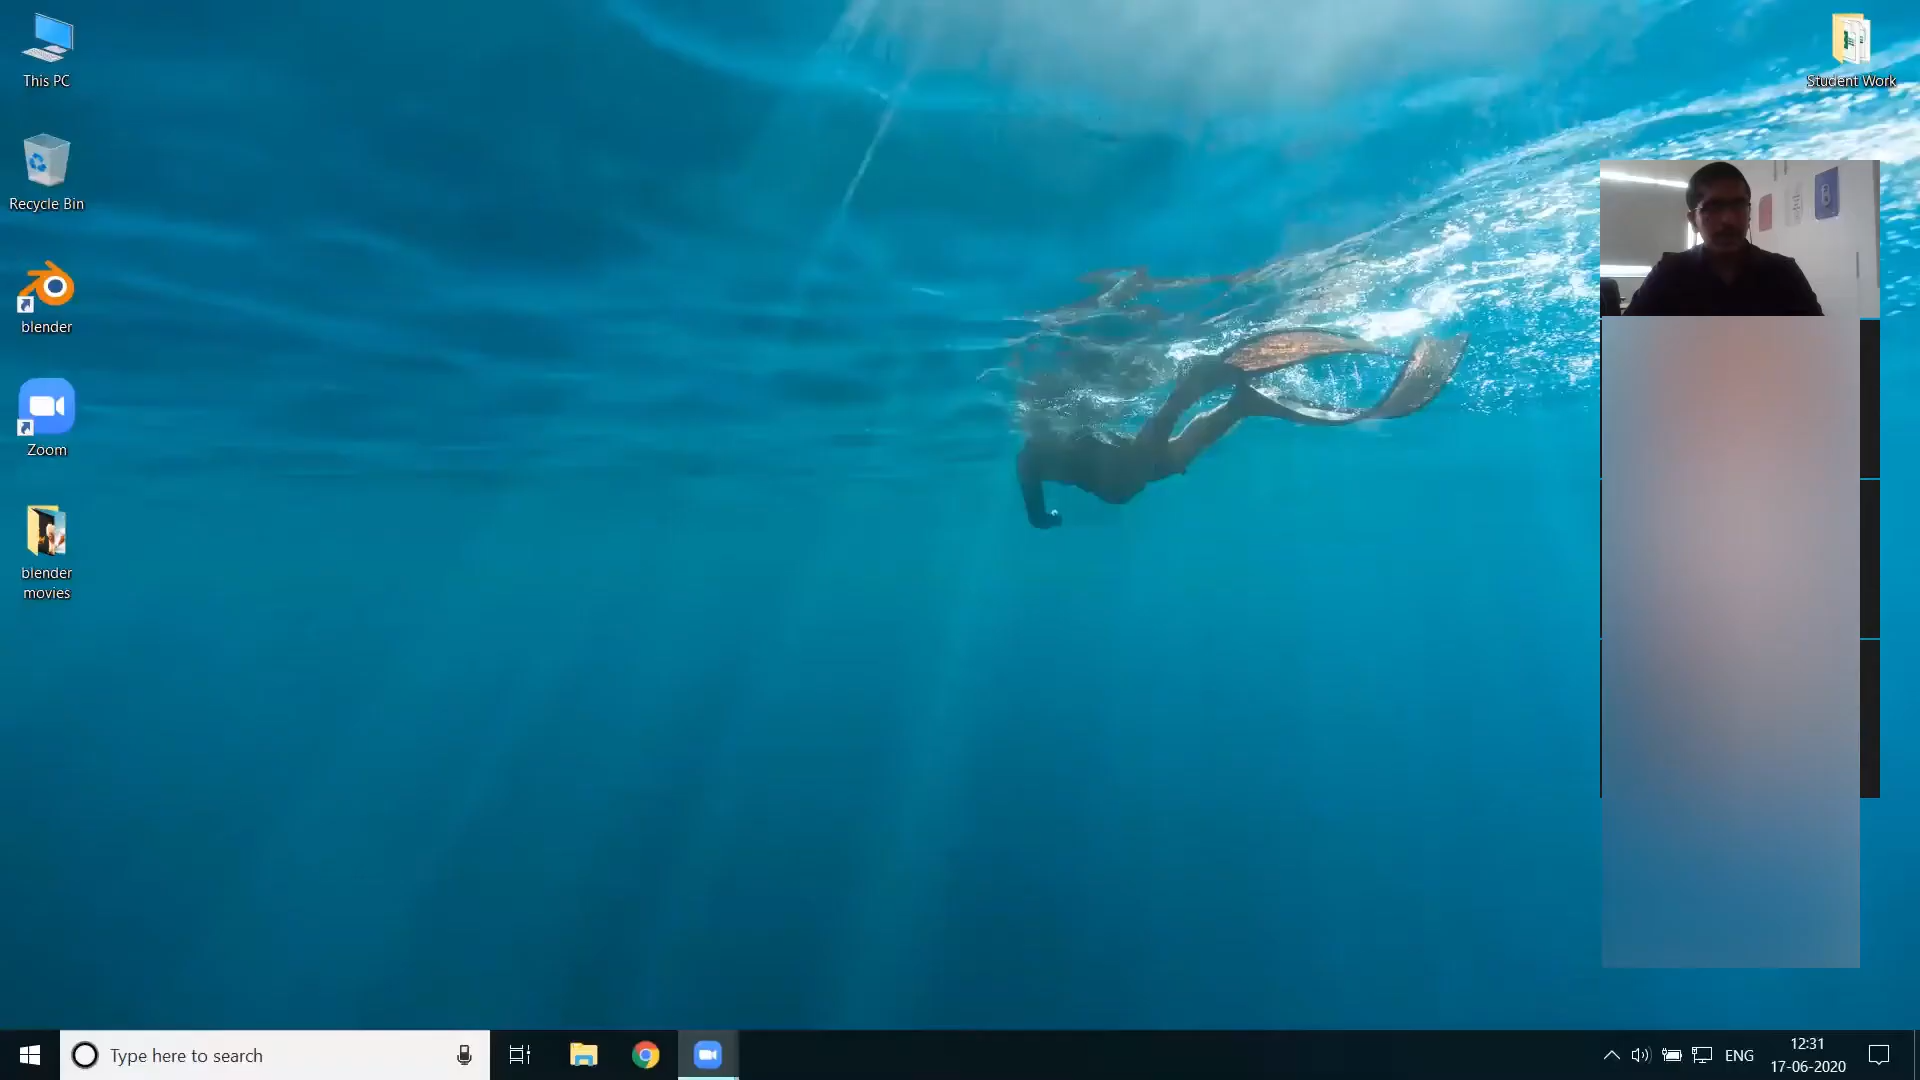 This PC
Student Work
Recycle Bin
blender
Zoom
blender
movies
Type here to search
ENG
12:31
17-06-2020